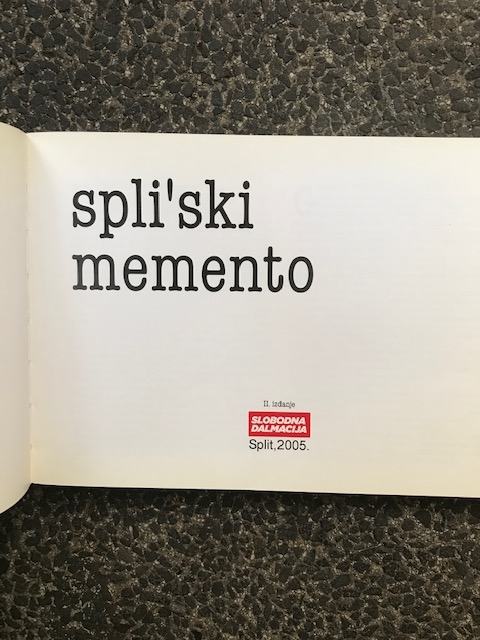 spli'ski
memento
II. izdanje
SLOBODNA
DALMACIJA
Split,2005.